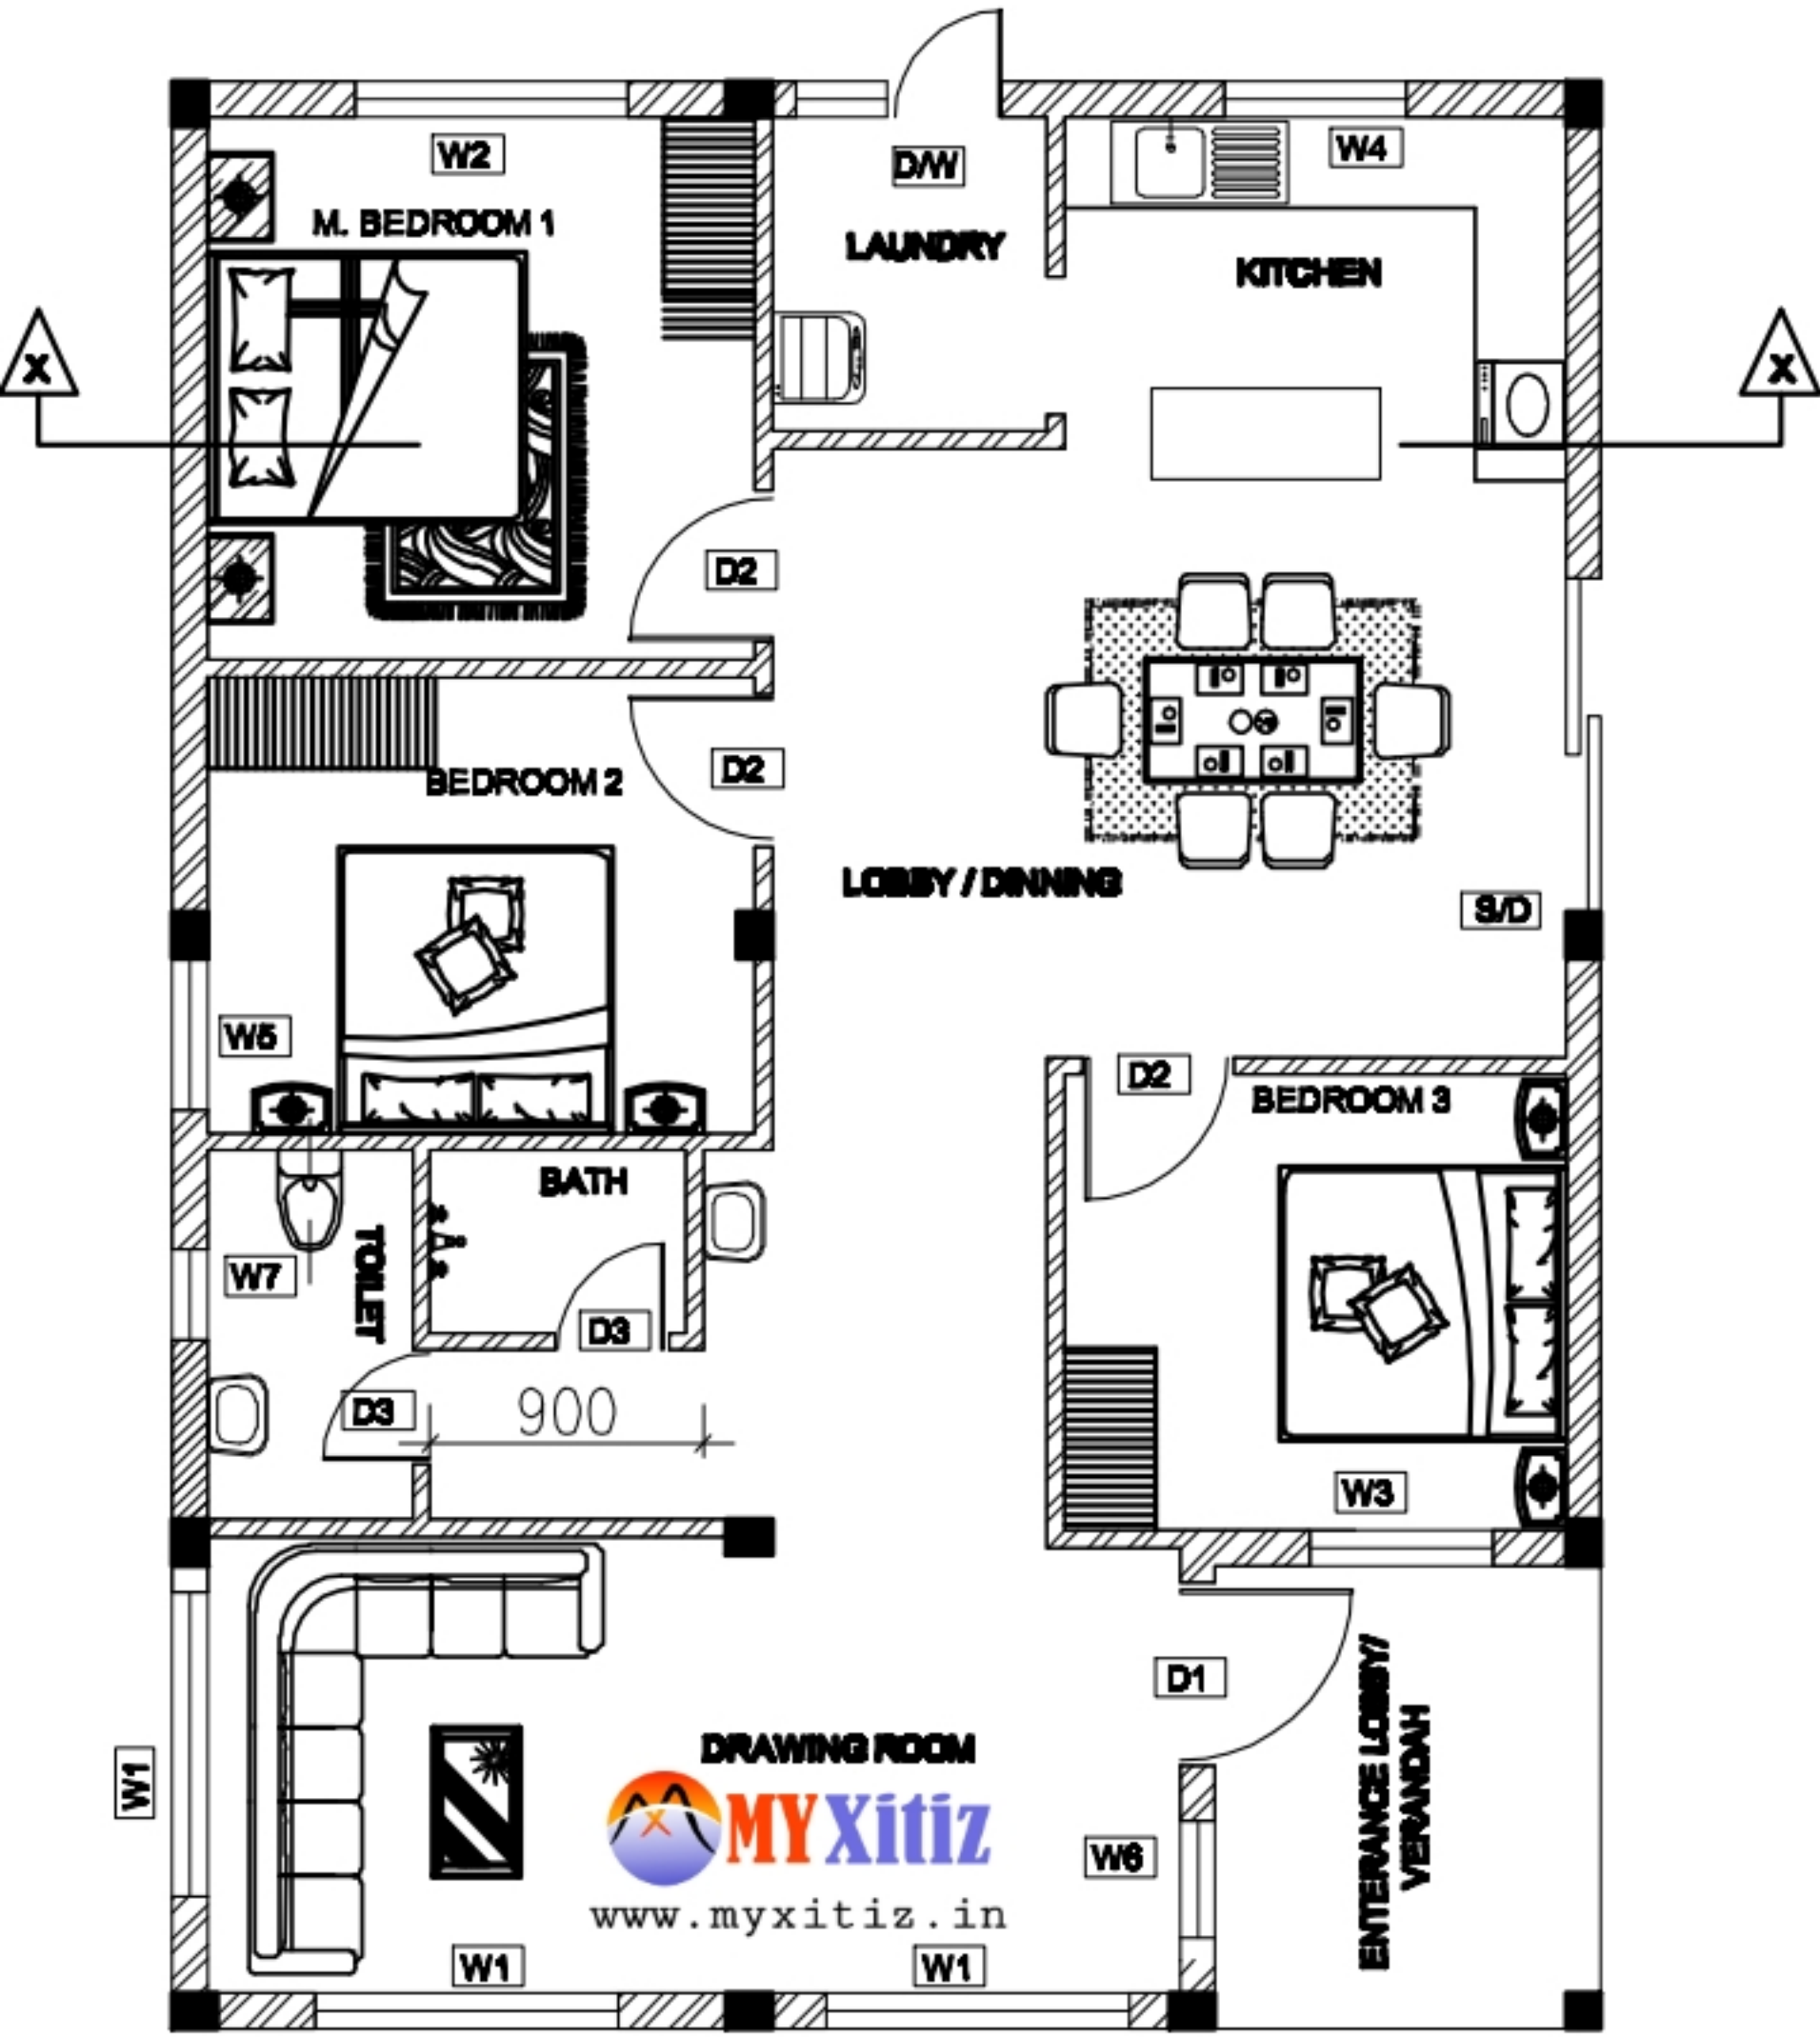 D/W
W4
W2
M. BEDROOM 1
LAUNDRY
KITCHEN
X
X
D2
D2
BEDROOM 2
LOBBY / DINNING
S/D
W5
D2
BEDROOM 3
BATH
TOILET
W7
D3
D3
900
W3
D1
ENTERANCE LOBBY/
VERANDAH
DRAWING ROOM
MYXitiz
www.myxitiz.in
W1
W6
W1
W1